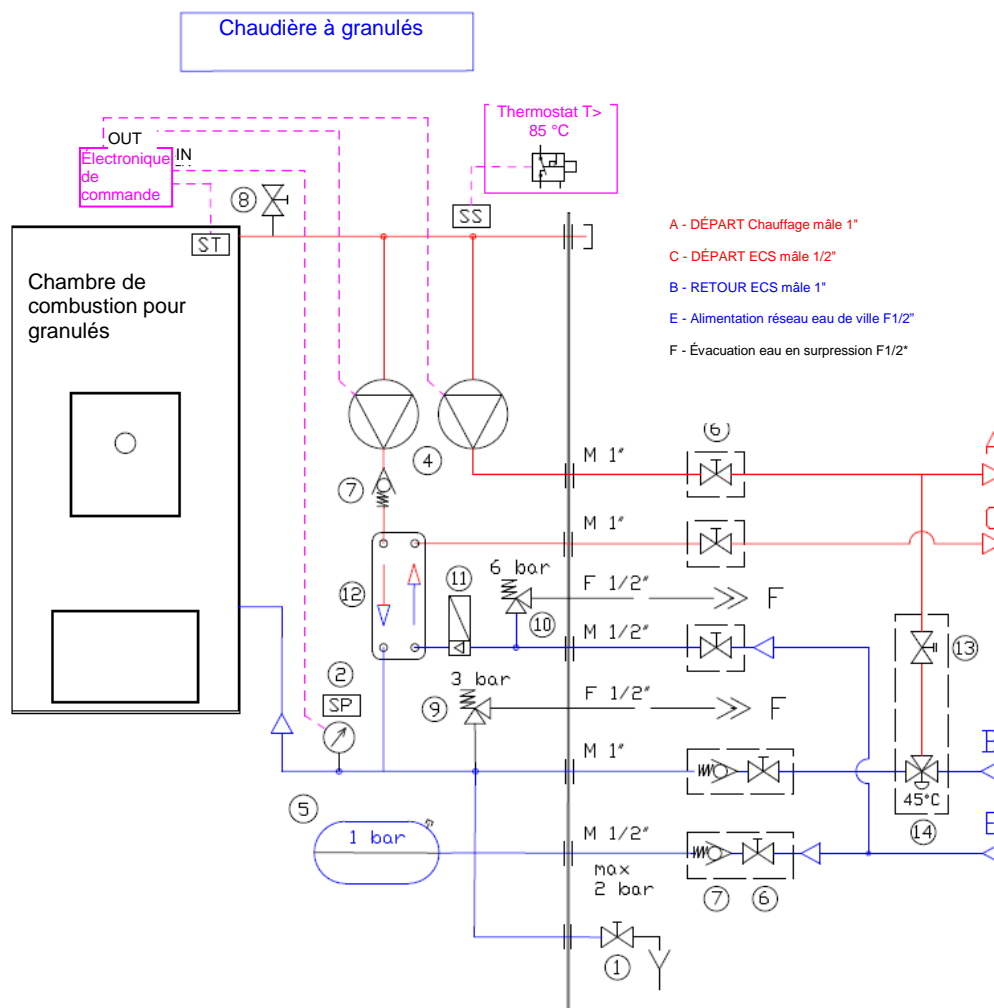 Chaudière à granulés
Thermostat T>
85 °C
OUT
IN
Électronique
de
commande
8
SS
ST
A - DÉPART Chauffage mâle 1"
C - DÉPART ECS mâle 1/2"
B - RETOUR ECS mâle 1"
E - Alimentation réseau eau de ville F1/2"
F - Évacuation eau en surpression F1/2*
Chambre de
combustion pour
granulés
4
7
M 1"
6
A
M 1"
C
12
11
6 bar
10
F 1/2"
F
M 1/2"
13
2
SP
9
3 bar
F 1/2"
F
M 1"
B
45°C
14
5
1 bar
M 1/2"
max
2 bar
7
6
E
1